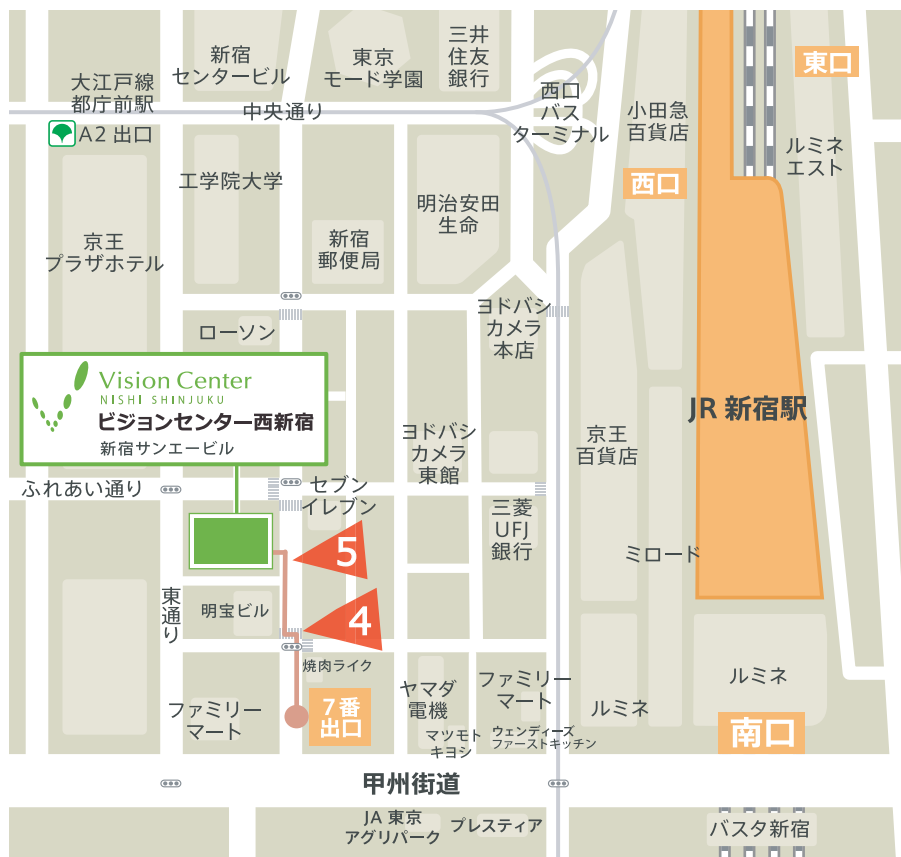 新宿
センタービル
東京
モード学園
三井
住友
銀行
東口
大江戸線
都庁前駅
A2 出口
中央通り
西口
バス
ターミナル
小田急
百貨店
ルミネ
エスト
工学院大学
西口
明治安田
生命
京王
プラザホテル
新宿
郵便局
ローソン
ヨドバシ
カメラ
本店
Vision Center
NISHI SHINJUKU
ビジョンセンター西新宿
新宿サンエービル
JR 新宿駅
ヨドバシ
カメラ
東館
京王
百貨店
ふれあい通り
セブン
イレブン
三菱
UFJ
銀行
5
ミロード
東通り
明宝ビル
4
焼肉ライク
ファミリー
マート
7番
出口
ヤマダ
電機
ファミリー
マート
ルミネ
ルミネ
マツモト
キヨシ
ウェンディーズ
ファーストキッチン
南口
甲州街道
JA 東京
アグリパーク
プレスティア
バスタ新宿